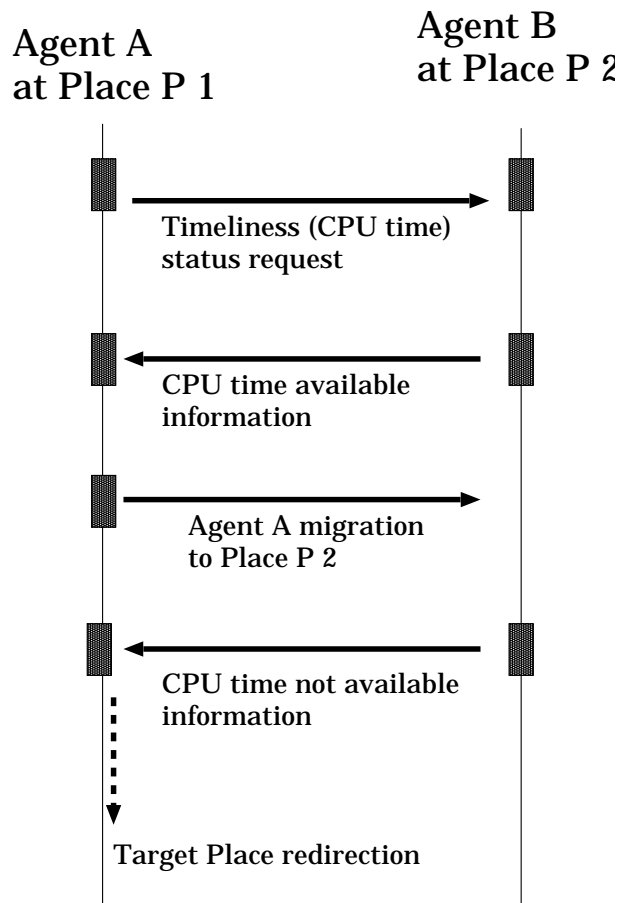 Agent A
at Place P 1
Agent B
at Place P 2
Timeliness (CPU time)
status request
CPU time available
information
Agent A migration
to Place P 2
CPU time not available
information
Target Place redirection